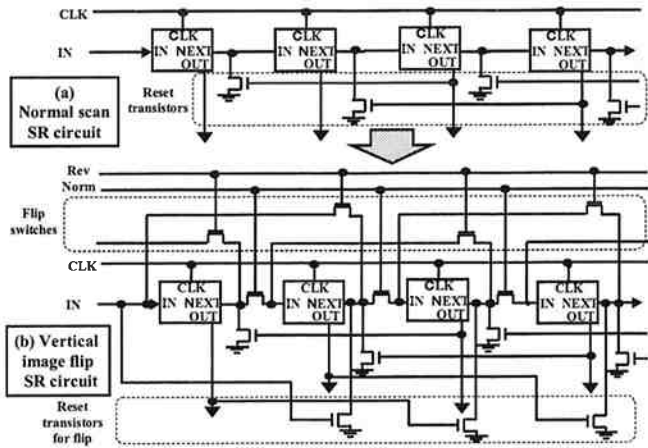 CLK
CLK CLK CLK CLK
IN IN NEXT IN NEXT IN NEXT IN NEXT
OUT OUT OUT OUT
(a)
Normal scan
SR circuit
Reset
transistors
Rev
Norm
Flip
switches
CLK
CLK CLK CLK CLK
IN IN NEXT IN NEXT IN NEXT IN NEXT
OUT OUT OUT OUT
(b) Vertical
image flip
SR circuit
Reset
transistors
for flip